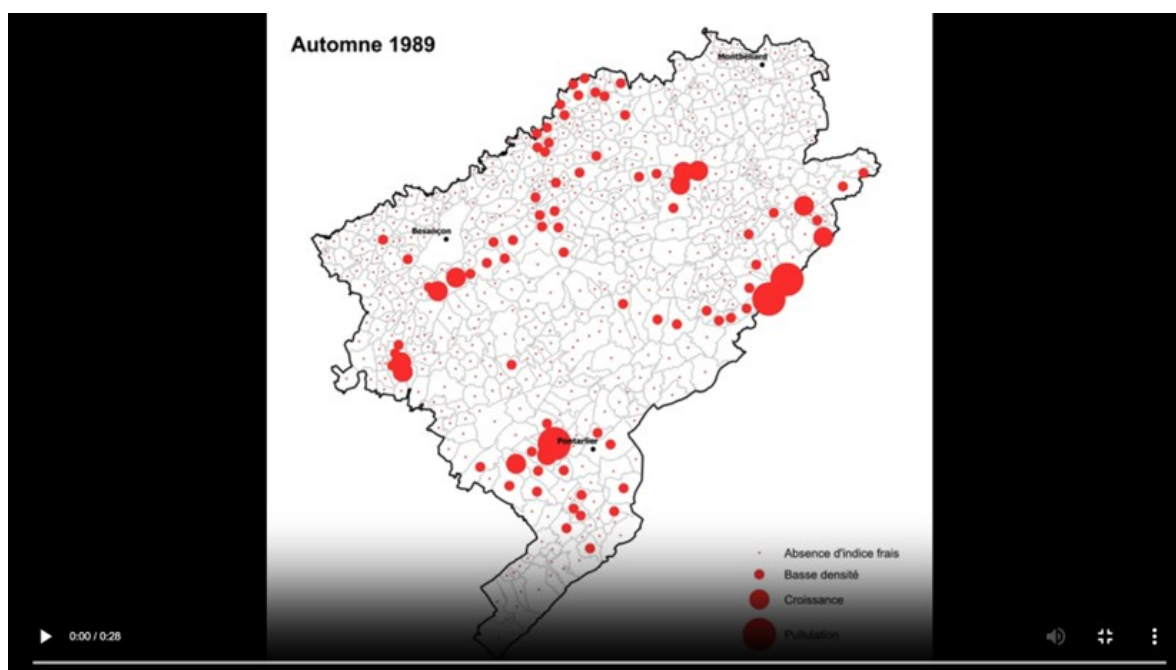 Automne 1989
Montbéliard
Besançon
Pontarlier
Absence d'indice frais
Basse densité
Croissance
Pullulation
0:00 / 0:28